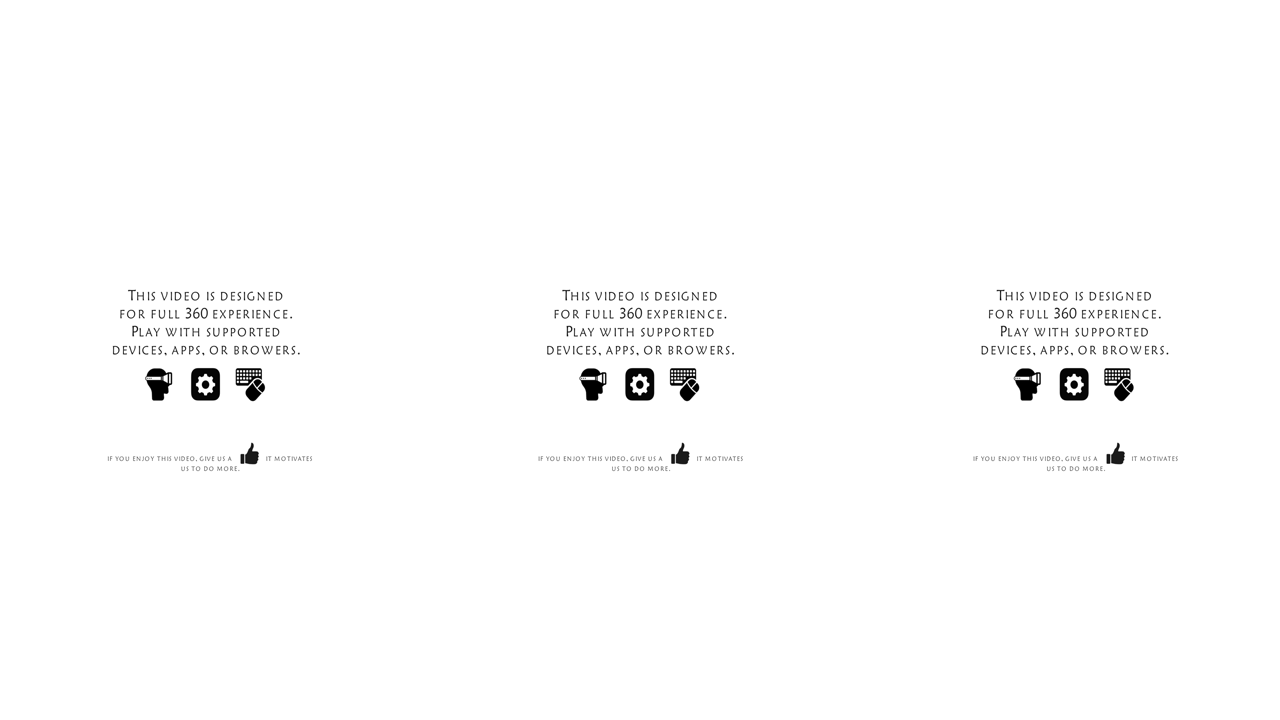 This video is designed
for full 360 experience.
Play with supported
devices, apps, or browers.
if you enjoy this video, give us a it motivates
us to do more.
This video is designed
for full 360 experience.
Play with supported
devices, apps, or browers.
if you enjoy this video, give us a it motivates
us to do more.
This video is designed
for full 360 experience.
Play with supported
devices, apps, or browers.
if you enjoy this video, give us a it motivates
us to do more.